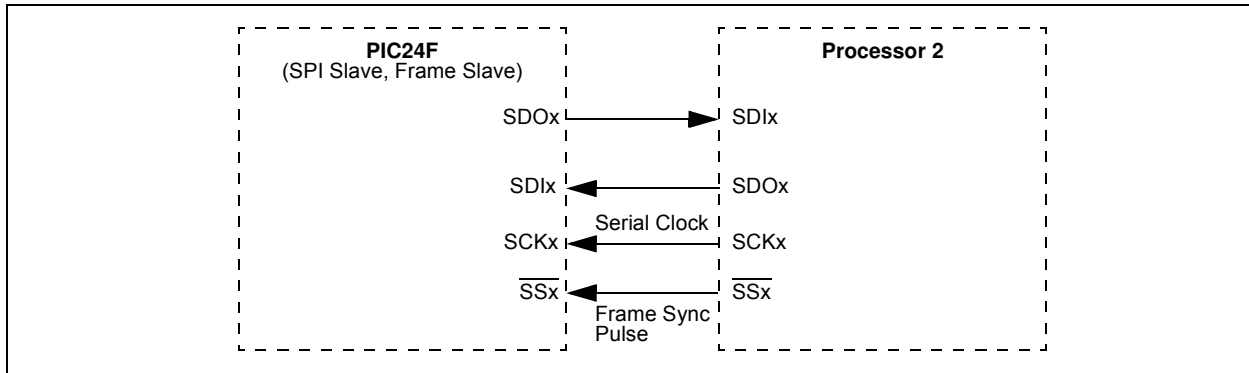 PIC24F
(SPI Slave, Frame Slave)
Processor 2
SDOx
SDIx
SDIx
SDOx
Serial Clock
SCKx
SCKx
SSx
SSx
Frame Sync
Pulse